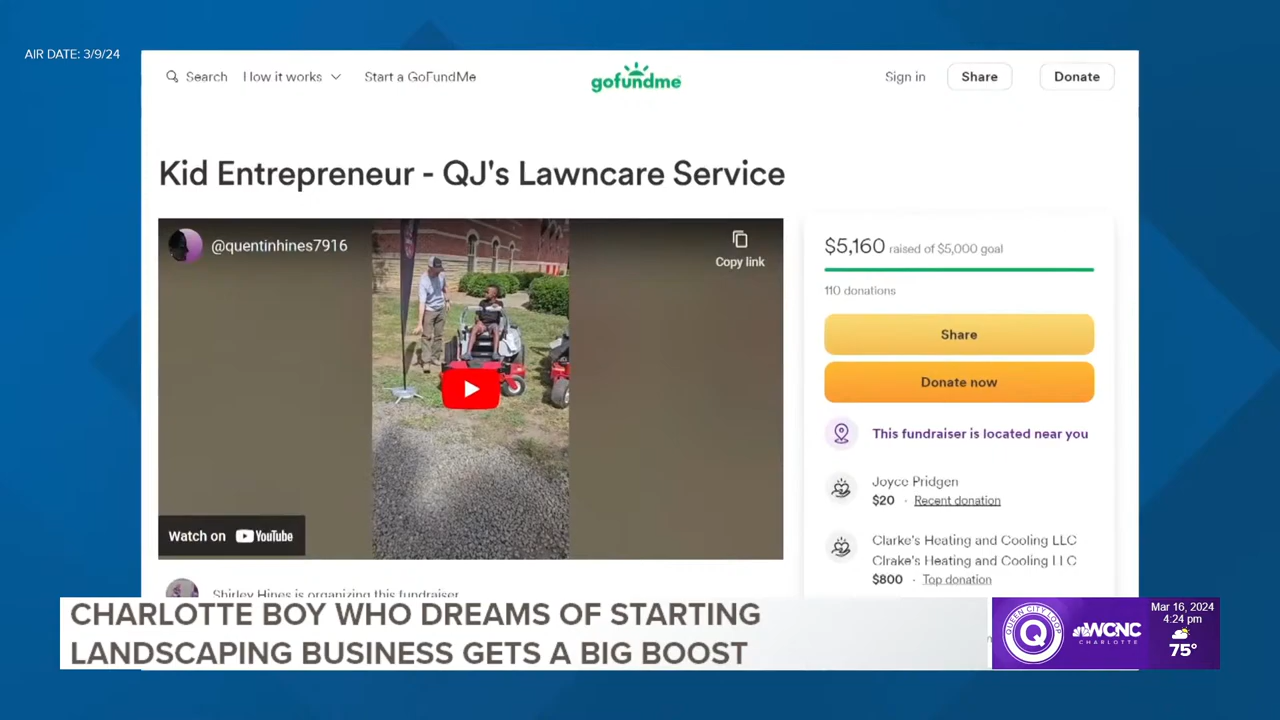 AIR DATE: 3/9/24
Search How it works Start a GoFundMe
gofundme
Sign in Share Donate
Kid Entrepreneur - QJ's Lawncare Service
@quentinhines7916
Copy link
Watch on YouTube
Shirley Hines is organizing this fundraiser
$5,160 raised of $5,000 goal
110 donations
Share
Donate now
This fundraiser is located near you
Joyce Pridgen
$20 · Recent donation
Clarke's Heating and Cooling LLC
Clrake's Heating and Cooling LLC
$800 · Top donation
CHARLOTTE BOY WHO DREAMS OF STARTING
LANDSCAPING BUSINESS GETS A BIG BOOST
QUEEN CITY LOOP
Q
WCNC
CHARLOTTE
Mar 16, 2024
4:24 pm
75°